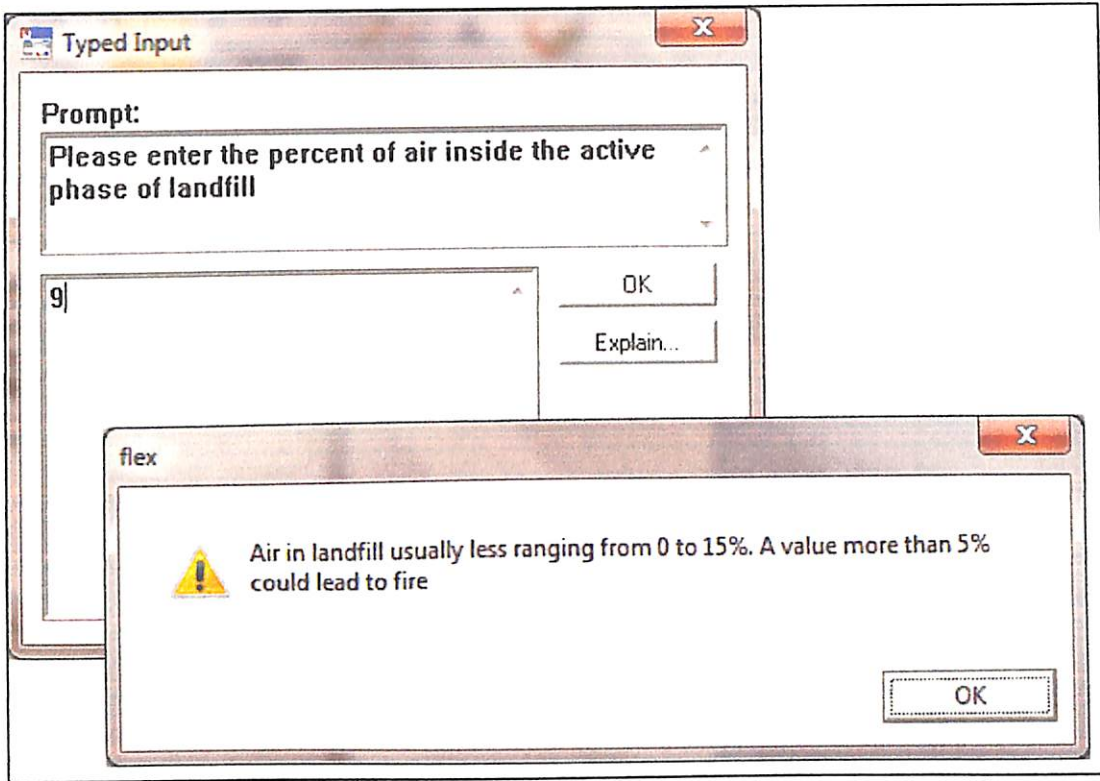 Typed Input
Prompt:
Please enter the percent of air inside the active
phase of landfill
9
OK
Explain...
flex
Air in landfill usually less ranging from 0 to 15%. A value more than 5%
could lead to fire
OK